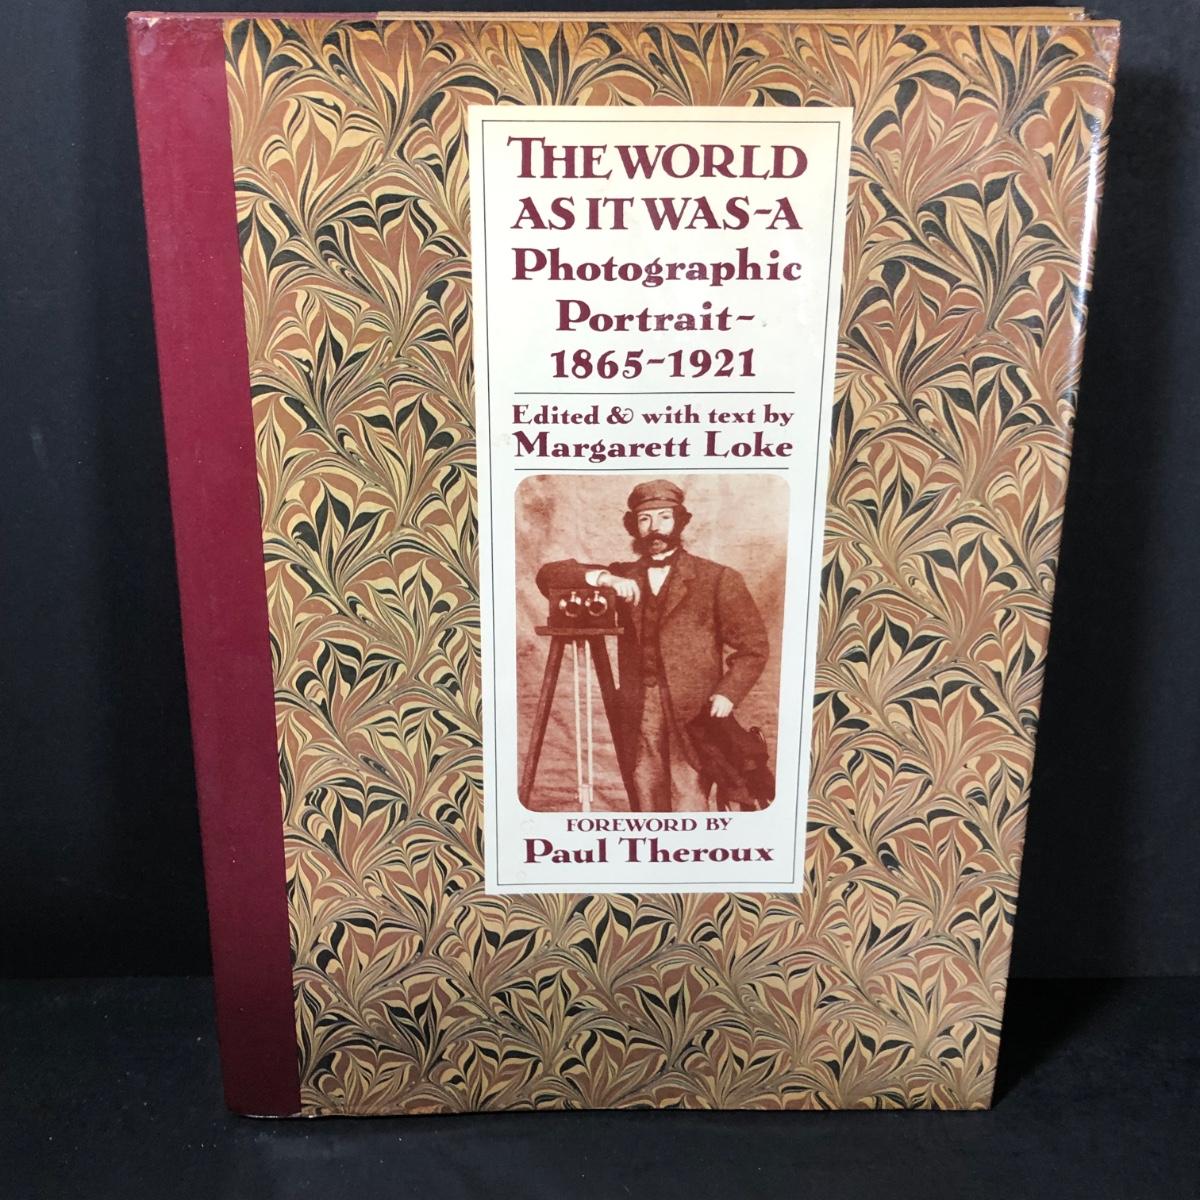 THE WORLD
AS IT WAS-A
Photographic
Portrait-
1865-1921
Edited & with text by
Margarett Loke
FOREWORD BY
Paul Theroux